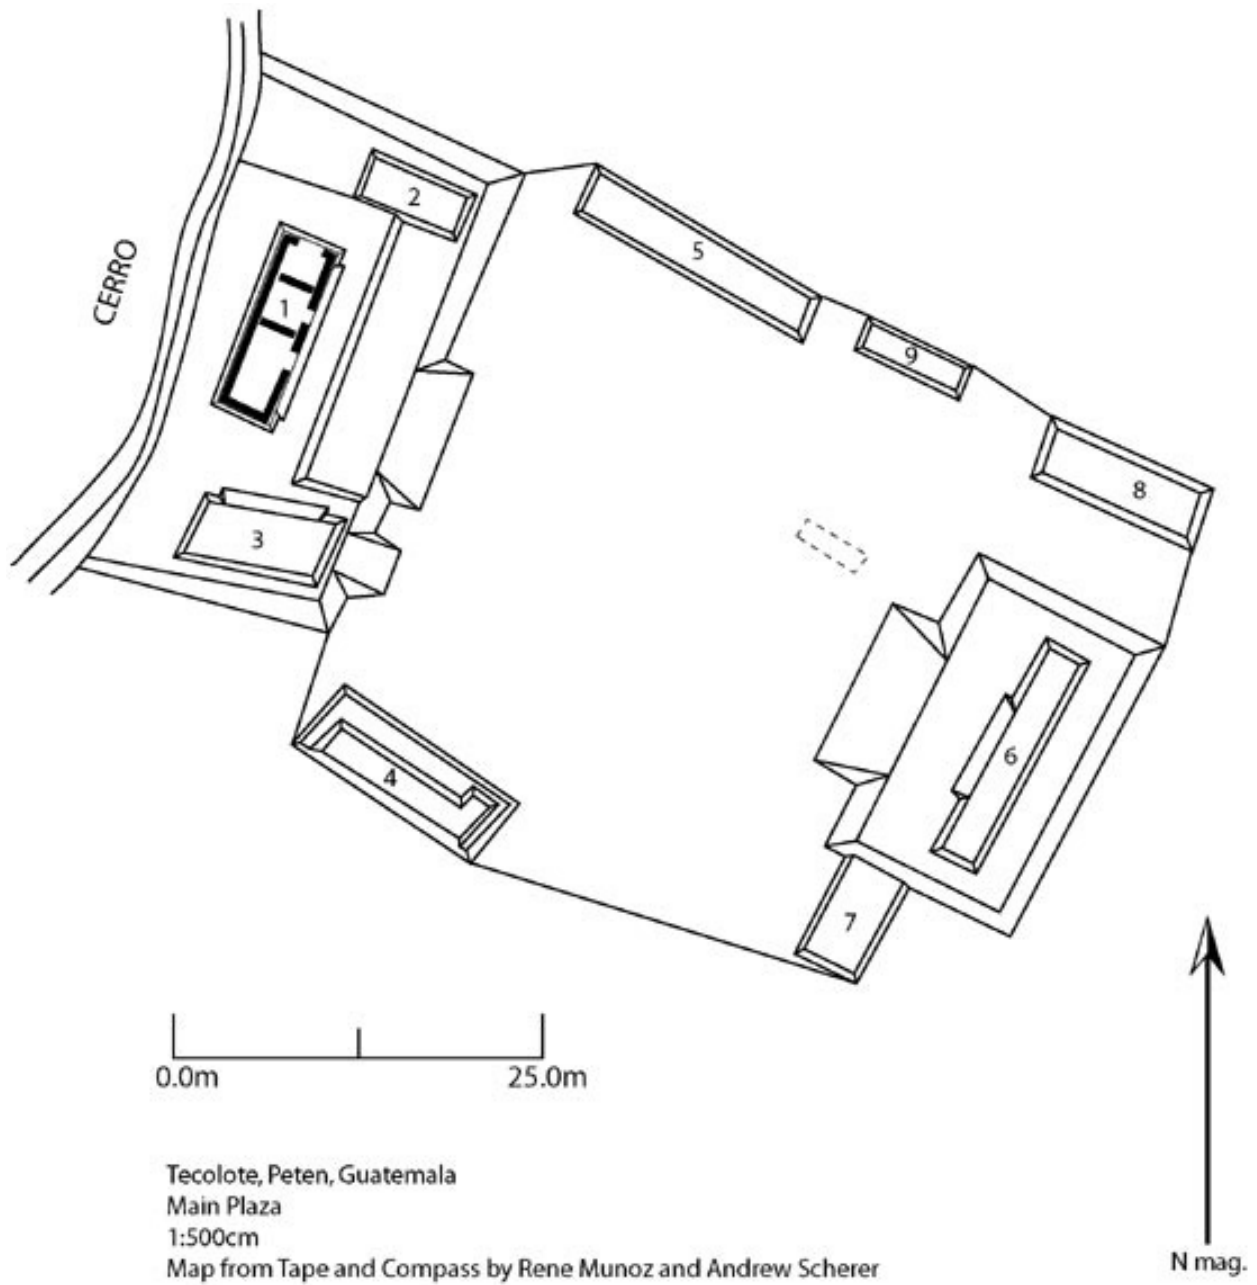 2
5
CERRO
1
9
8
3
6
4
7
0.0m 25.0m
Tecolote, Peten, Guatemala
Main Plaza
1:500cm
Map from Tape and Compass by Rene Munoz and Andrew Scherer
N mag.